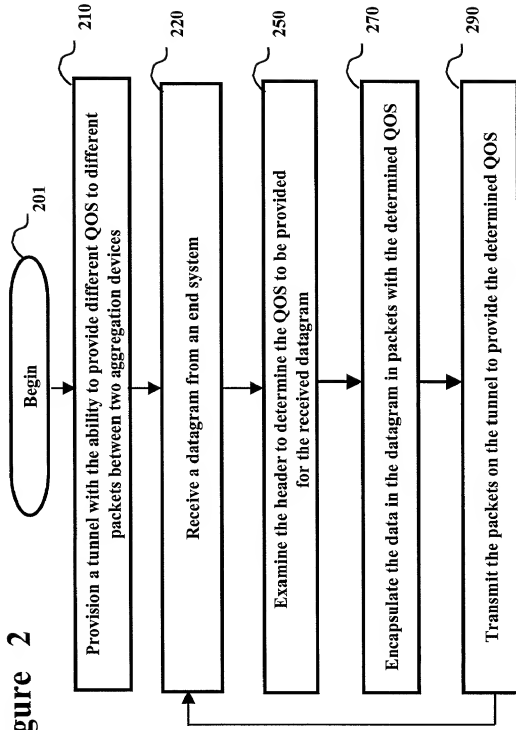 gure 2
Begin
201
Provision a tunnel with the ability to provide different QOS to different
packets between two aggregation devices
210
Receive a datagram from an end system
220
Examine the header to determine the QOS to be provided
for the received datagram
250
Encapsulate the data in the datagram in packets with the determined QOS
270
Transmit the packets on the tunnel to provide the determined QOS
290